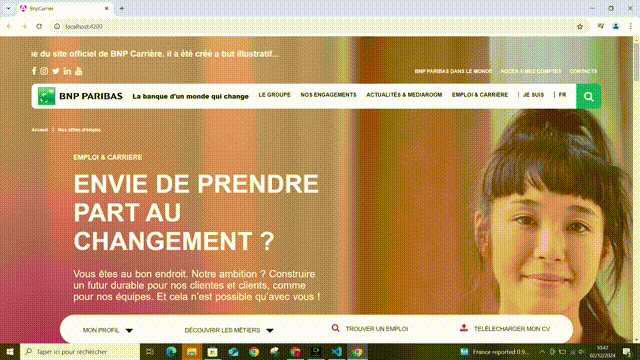 BnpCarrier
localhost:4200
ne du site officiel de BNP Carrière. il a été créé a but illustratif...
BNP PARIBAS DANS LE MONDE ACCÈS À MES COMPTES CONTACTS
BNP PARIBAS La banque d'un monde qui change LE GROUPE NOS ENGAGEMENTS ACTUALITÉS & MEDIAROOM EMPLOI & CARRIÈRE JE SUIS FR
Accueil Nos offres d'emploi
EMPLOI & CARRIERE
ENVIE DE PRENDRE
PART AU
CHANGEMENT ?
Vous êtes au bon endroit. Notre ambition ? Construire
un futur durable pour nos clientes et clients, comme
pour nos équipes. Et cela n'est possible qu'avec vous !
MON PROFIL DÉCOUVRIR LES MÉTIERS TROUVER UN EMPLOI TELÉCHARGER MON CV
Taper ici pour rechercher
France reported 0.9...
10:47
02/12/2024